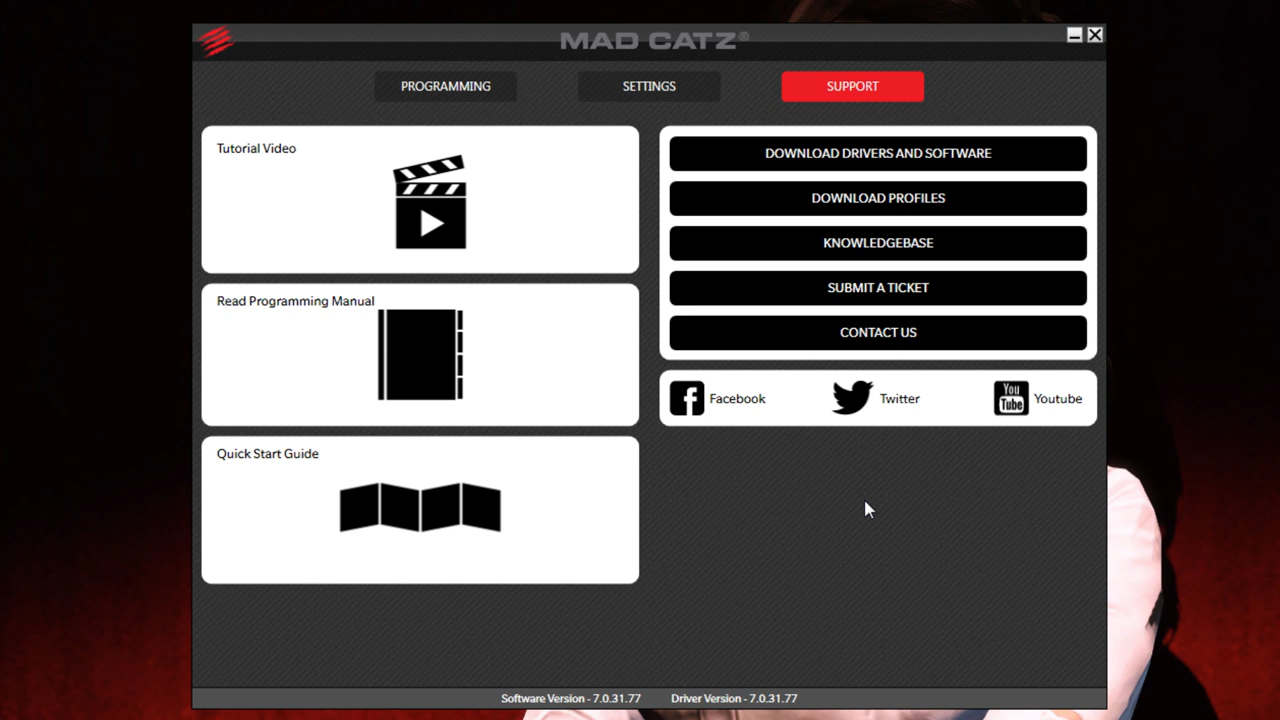 MAD CATZ®
PROGRAMMING
SETTINGS
SUPPORT
Tutorial Video
Read Programming Manual
Quick Start Guide
DOWNLOAD DRIVERS AND SOFTWARE
DOWNLOAD PROFILES
KNOWLEDGEBASE
SUBMIT A TICKET
CONTACT US
f Facebook
Twitter
You
Tube
Youtube
Software Version - 7.0.31.77
Driver Version - 7.0.31.77